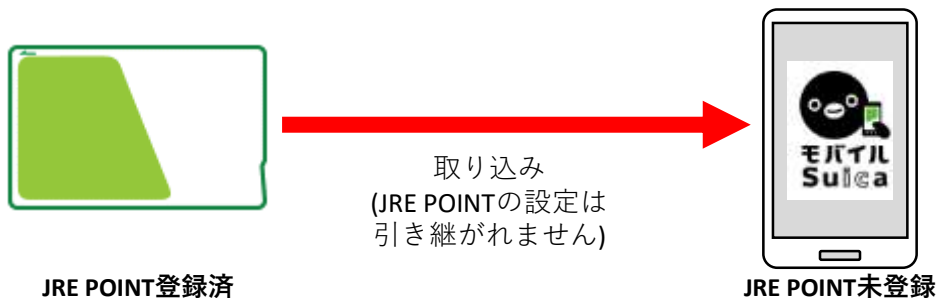 取り込み
(JRE POINTの設定は
引き継がれません)
モバイル
Suica
JRE POINT登録済
JRE POINT未登録